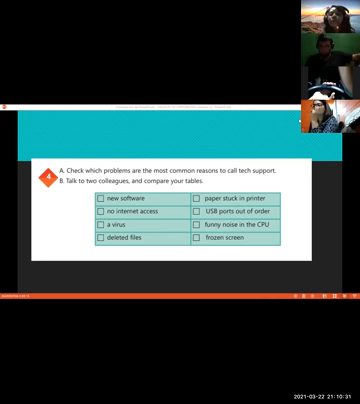 4
A. Check which problems are the most common reasons to call tech support.
B. Talk to two colleagues, and compare your tables.
new software
paper stuck in printer
no internet access
USB ports out of order
a virus
funny noise in the CPU
deleted files
frozen screen
2021-03-22 21:10:31